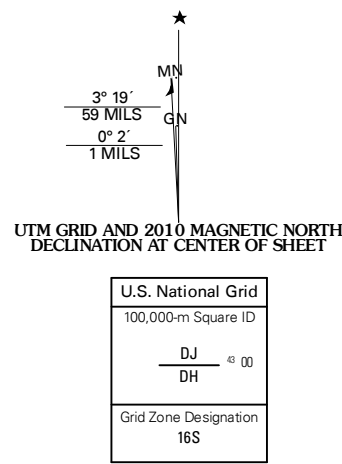 ★
MN
3° 19´
59 MILS
GN
0° 2´
1 MILS
UTM GRID AND 2010 MAGNETIC NORTH
DECLINATION AT CENTER OF SHEET
U.S. National Grid
100,000-m Square ID
DJ
43 00
DH
Grid Zone Designation
16S